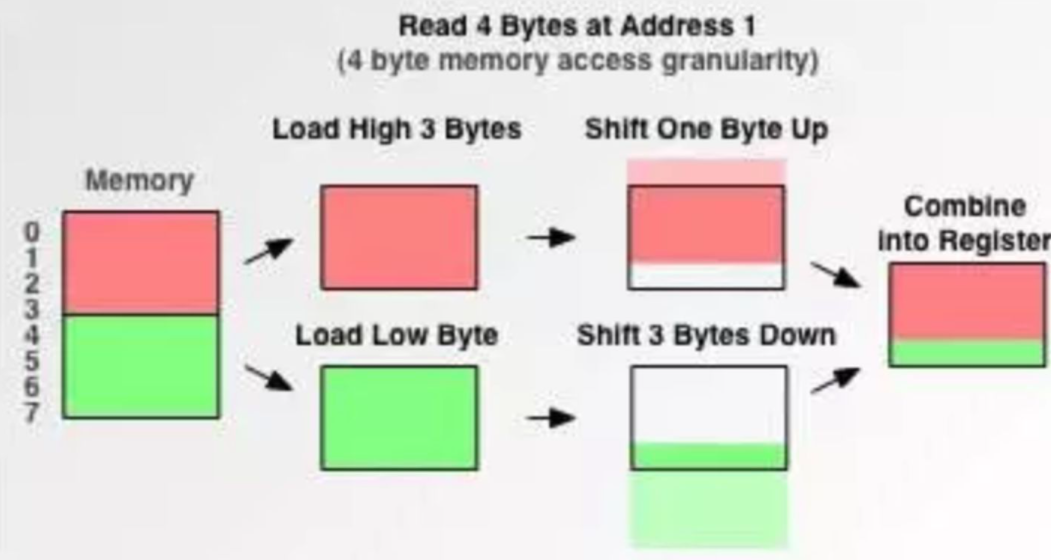 Read 4 Bytes at Address 1
(4 byte memory access granularity)
Load High 3 Bytes
Shift One Byte Up
Memory
Combine
into Register
0
1
2
3
4
5
6
7
Load Low Byte
Shift 3 Bytes Down